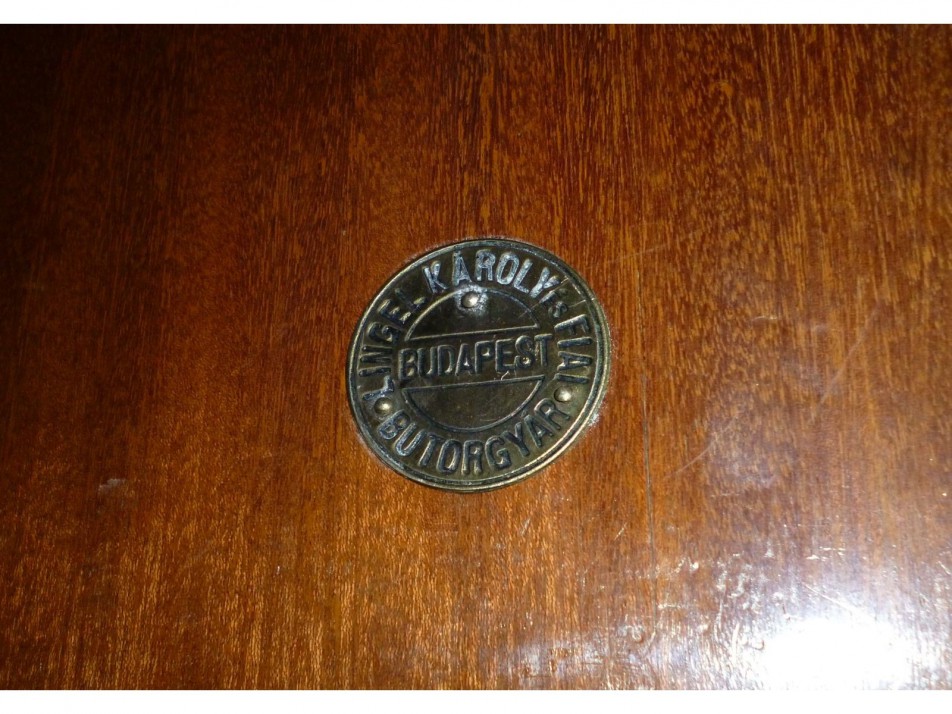 LINGEL KÁROLY ÉS FIAI
BUDAPEST
BUTORGYÁR